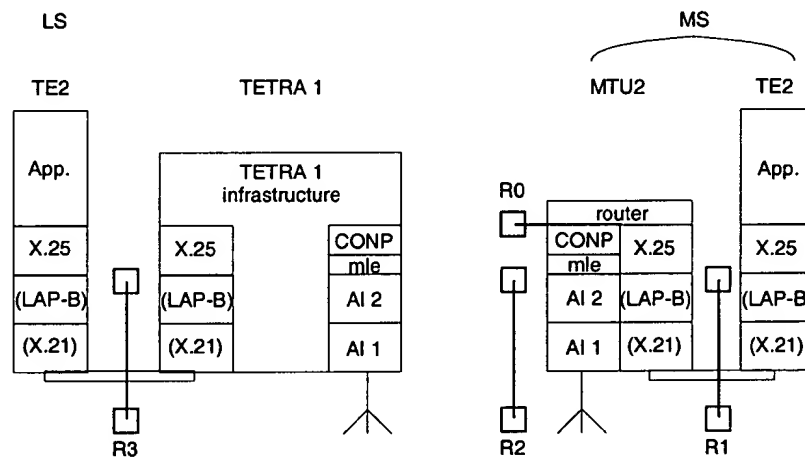 LS
MS
TE2
TETRA 1
MTU2
TE2
App.
TETRA 1
infrastructure
App.
R0
router
X.25
X.25
CONP
CONP
X.25
X.25
mle
mle
(LAP-B)
(LAP-B)
AI 2
AI 2
(LAP-B)
(LAP-B)
(X.21)
(X.21)
AI 1
AI 1
(X.21)
(X.21)
R3
R2
R1